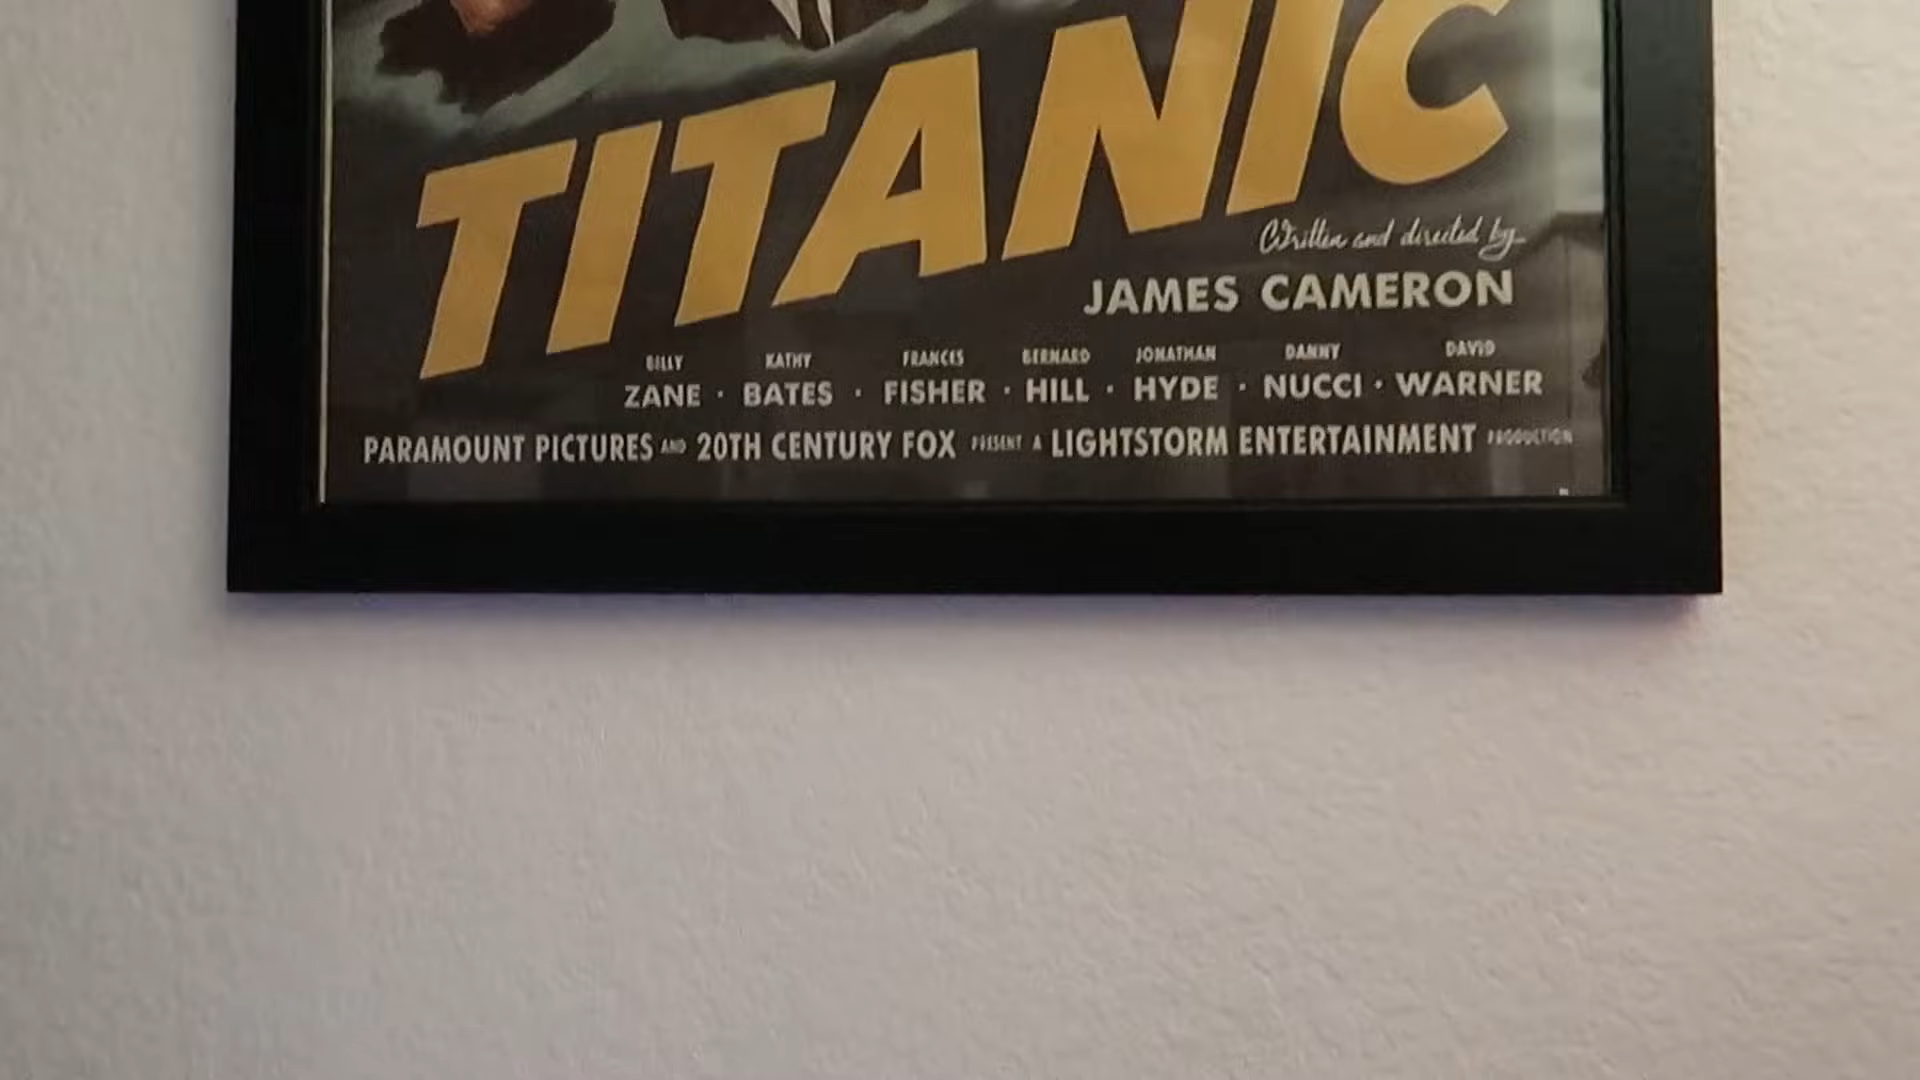 TITANIC
Written and directed by
JAMES CAMERON
BILLY KATHY FRANCES BERNARD JONATHAN DANNY DAVID
ZANE · BATES · FISHER · HILL · HYDE · NUCCI · WARNER
PARAMOUNT PICTURES AND 20TH CENTURY FOX PRESENT A LIGHTSTORM ENTERTAINMENT PRODUCTION